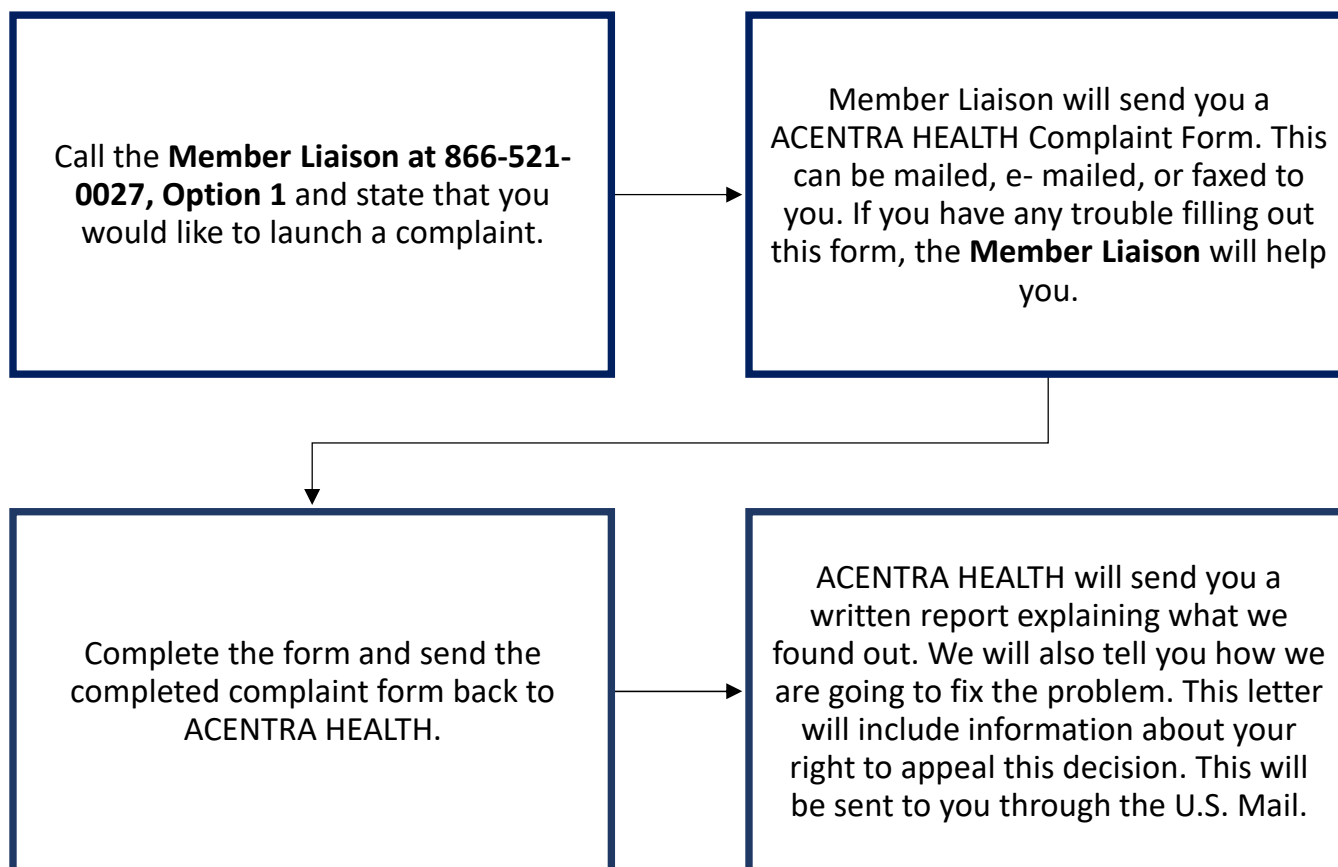 Call the Member Liaison at 866-521-
0027, Option 1 and state that you
would like to launch a complaint.
Member Liaison will send you a
ACENTRA HEALTH Complaint Form. This
can be mailed, e- mailed, or faxed to
you. If you have any trouble filling out
this form, the Member Liaison will help
you.
Complete the form and send the
completed complaint form back to
ACENTRA HEALTH.
ACENTRA HEALTH will send you a
written report explaining what we
found out. We will also tell you how we
are going to fix the problem. This letter
will include information about your
right to appeal this decision. This will
be sent to you through the U.S. Mail.